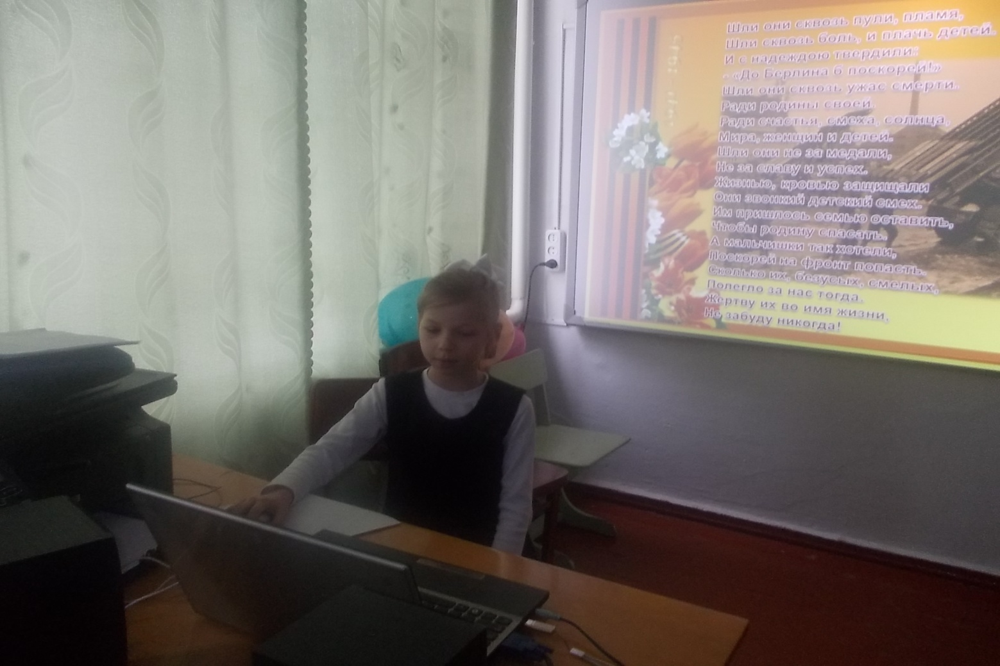 Шли они сквозь пули, пламя,
Шли сквозь боль, и плачь детей.
И с надеждою твердили:
- «До Берлина б поскорей!»
Шли они сквозь ужас смерти.
Ради родины своей.
Ради счастья, смеха, солнца,
Мира, женщин и детей.
Шли они не за медали,
Не за славу и успех.
Жизнью, кровью защищали
Они звонкий детский смех.
Им пришлось семью оставить,
Чтобы родину спасать.
А мальчишки так хотели,
Поскорей на фронт попасть.
Сколько их, безусых, смелых,
Полегло за нас тогда.
Жертву их во имя жизни,
Не забуду никогда!